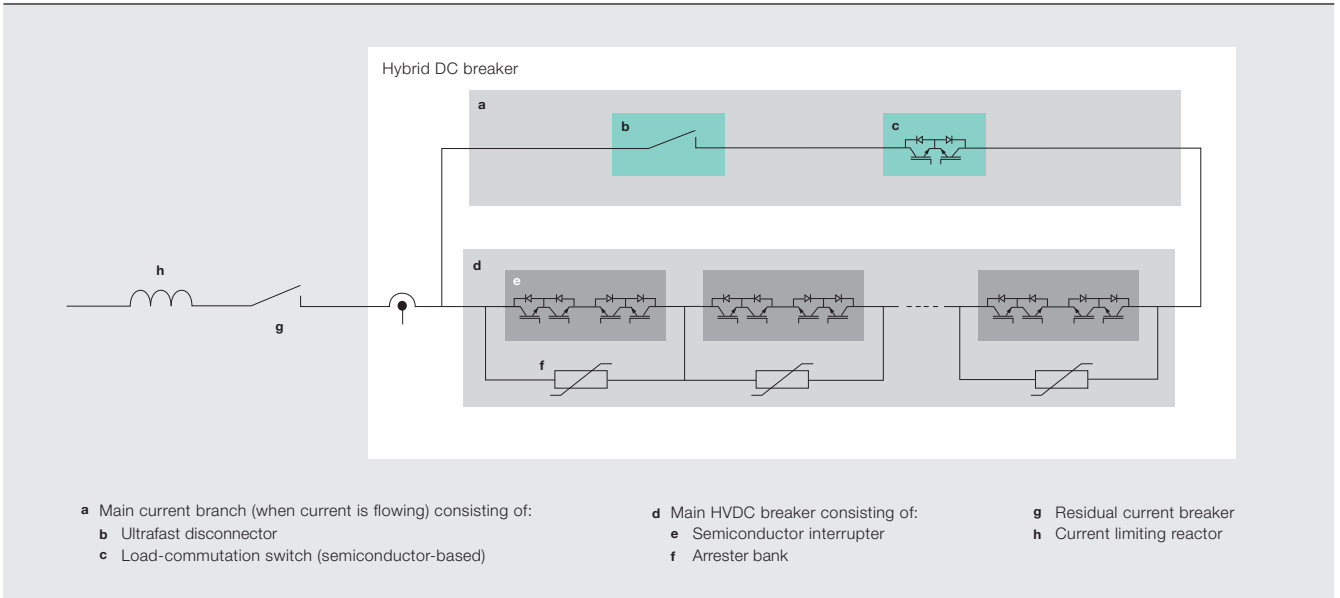 Hybrid DC breaker
a
b
c
h
d
e
g
f
a Main current branch (when current is flowing) consisting of:
b Ultrafast disconnector
c Load-commutation switch (semiconductor-based)
d Main HVDC breaker consisting of:
e Semiconductor interrupter
f Arrester bank
g Residual current breaker
h Current limiting reactor